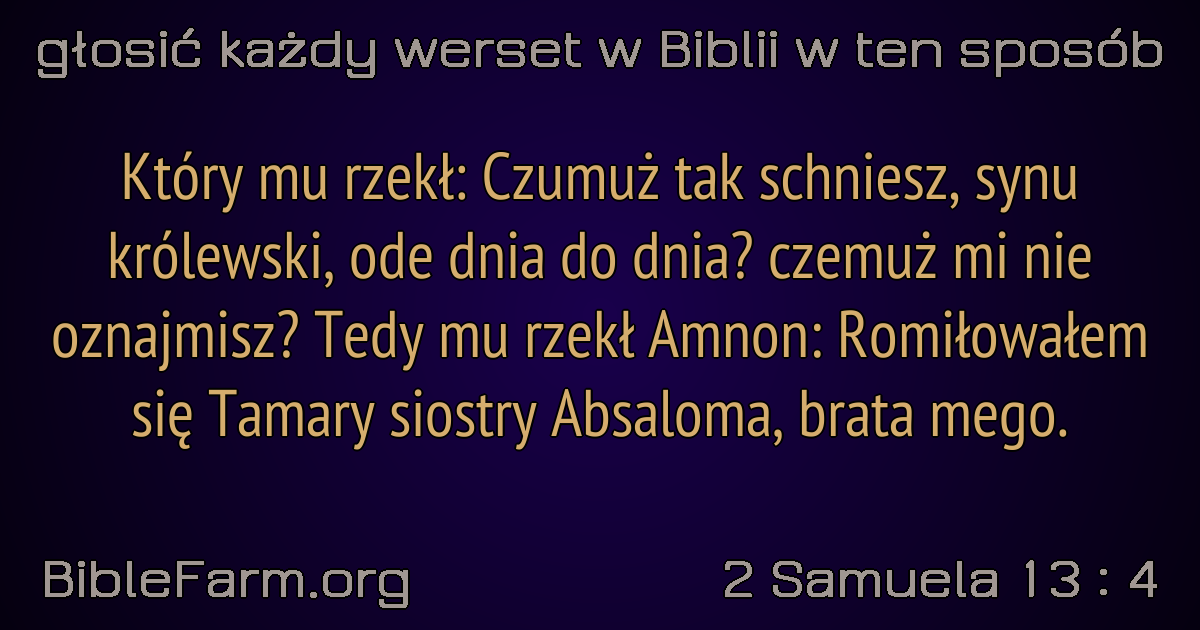 głosić każdy werset w Biblii w ten sposób
Który mu rzekł: Czumuż tak schniesz, synu
królewski, ode dnia do dnia? czemuż mi nie
oznajmisz? Tedy mu rzekł Amnon: Romiłowałem
się Tamary siostry Absaloma, brata mego.
BibleFarm.org
2 Samuela 13 : 4